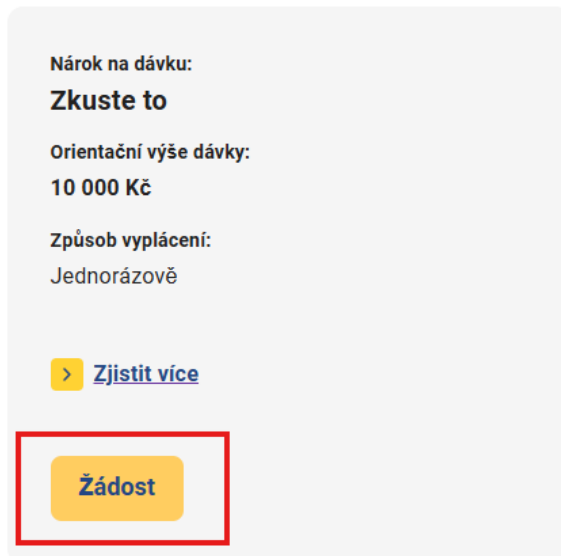 Nárok na dávku:
Zkuste to
Orientační výše dávky:
10 000 Kč
Způsob vyplácení:
Jednorázově
Zjistit více
Žádost